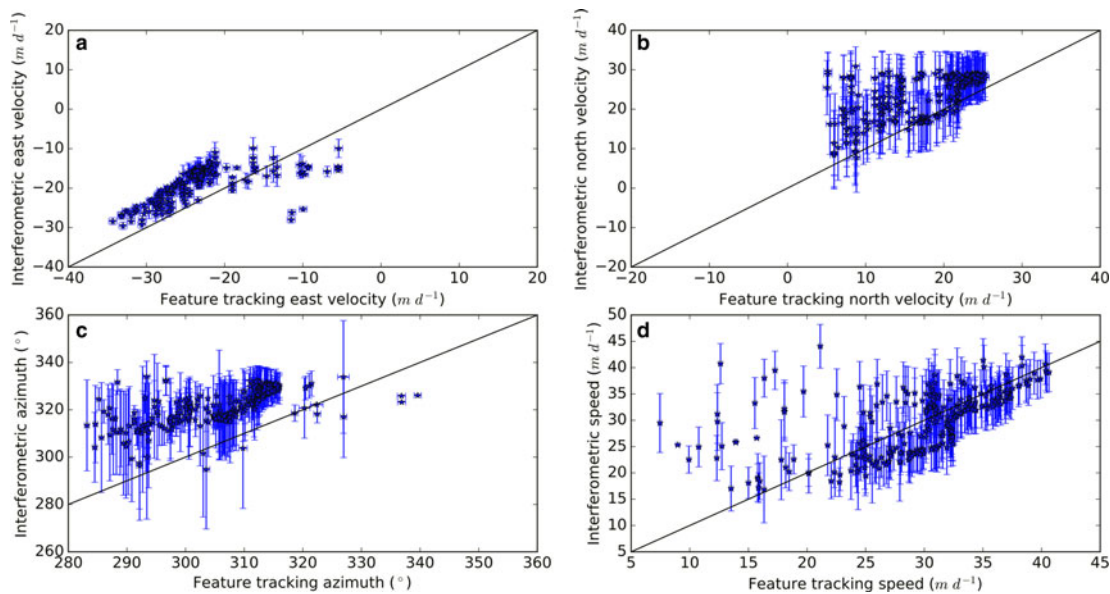 a
Interferometric east velocity (m d⁻¹)
20
10
0
−10
−20
−30
−40
−40 −30 −20 −10 0 10 20
Feature tracking east velocity (m d⁻¹)
b
Interferometric north velocity (m d⁻¹)
40
30
20
10
0
−10
−20
−20 −10 0 10 20 30 40
Feature tracking north velocity (m d⁻¹)
c
Interferometric azimuth (°)
360
340
320
300
280
260
280 290 300 310 320 330 340 350 360
Feature tracking azimuth (°)
d
Interferometric speed (m d⁻¹)
45
40
35
30
25
20
15
10
5
5 10 15 20 25 30 35 40 45
Feature tracking speed (m d⁻¹)